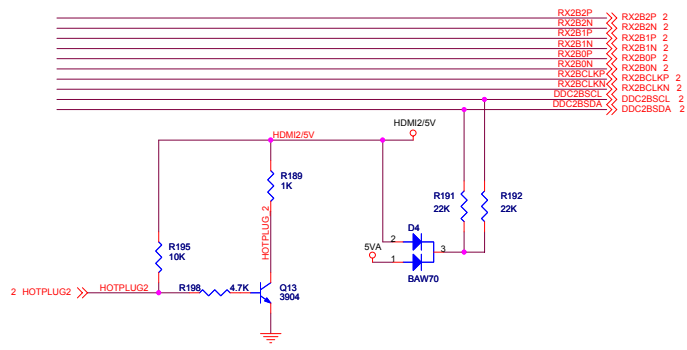 RX2B2P RX2B2P 2
RX2B2N RX2B2N 2
RX2B1P RX2B1P 2
RX2B1N RX2B1N 2
RX2B0P RX2B0P 2
RX2B0N RX2B0N 2
RX2BCLKP RX2BCLKP 2
RX2BCLKN RX2BCLKN 2
DDC2BSCL DDC2BSCL 2
DDC2BSDA DDC2BSDA 2
HDMI2/5V
HDMI2/5V
R189
1K
R191
22K
R192
22K
HOTPLUG_2
D4
2
3
5VA
1
BAW70
R195
10K
2 HOTPLUG2
HOTPLUG2
R198
4.7K
Q13
3904